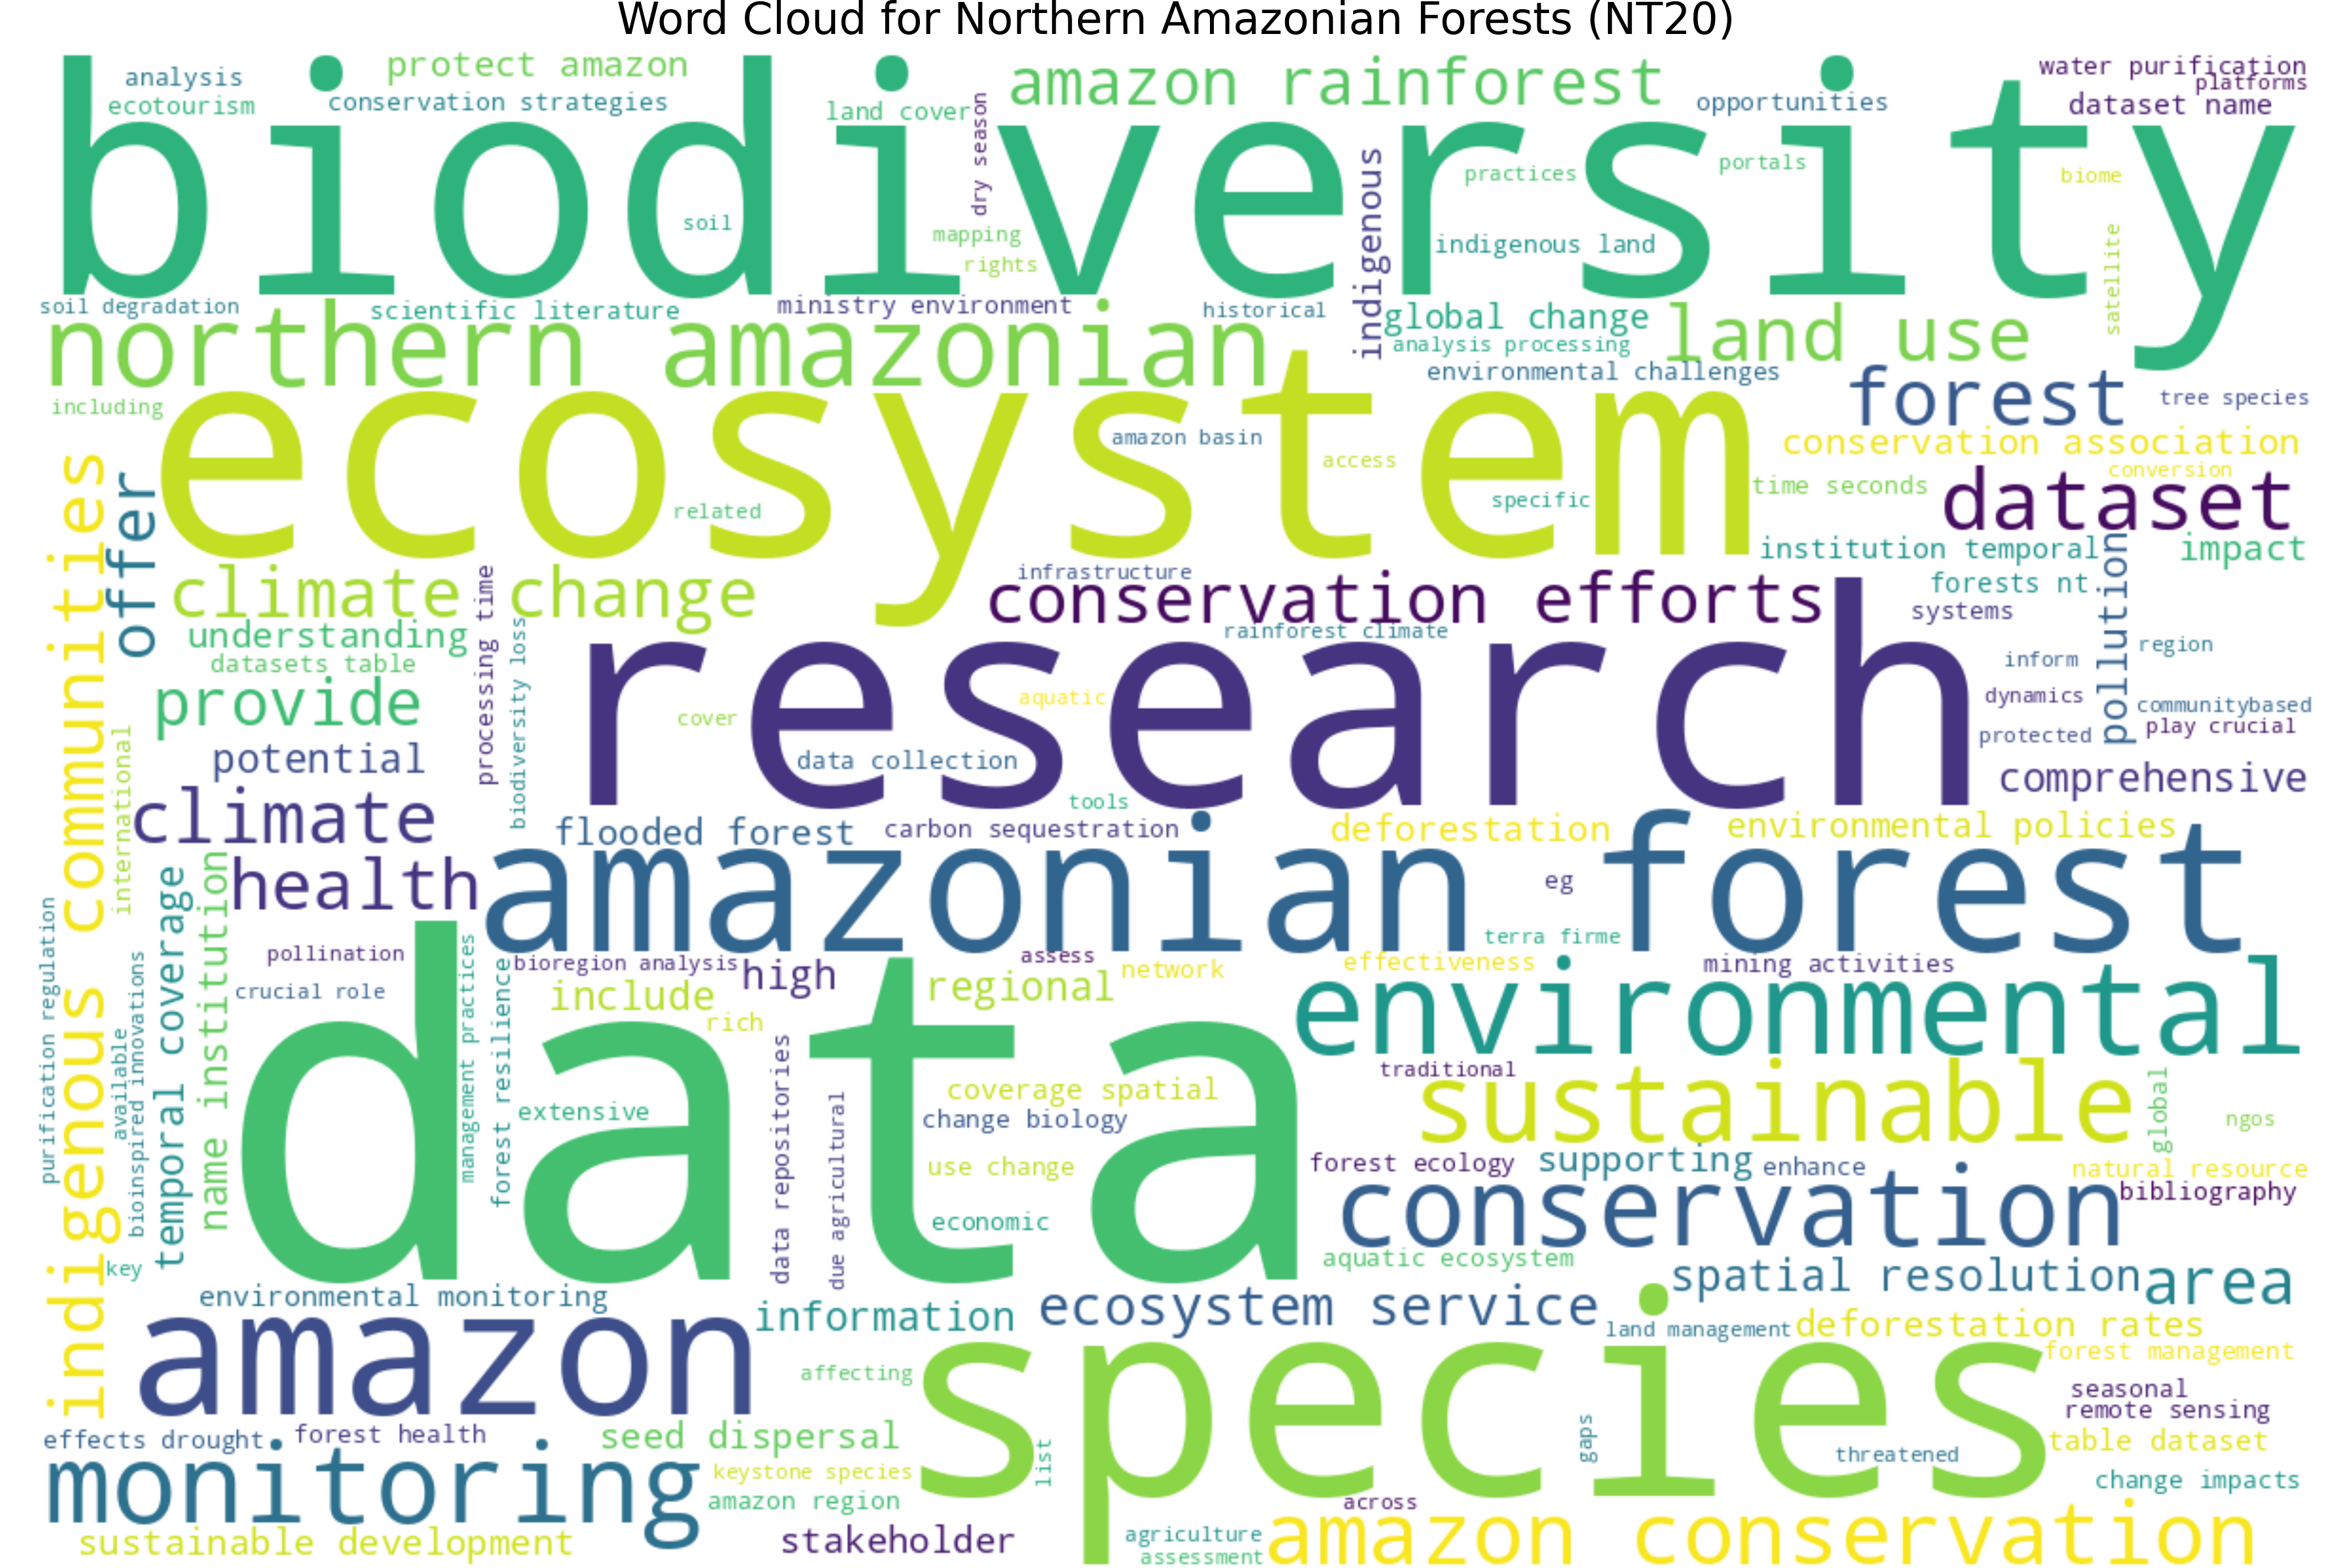 Word Cloud for Northern Amazonian Forests (NT20)
biodiversity
analysis
protect amazon
amazon rainforest
water purification
platforms
ecotourism
conservation strategies
land cover
dry season
opportunities
dataset name
indigenous
practices
portals
biome
soil
mapping
rights
indigenous land
satellite
soil degradation
scientific literature
ministry environment
historical
global change
land use
northern amazonian
analysis processing
environmental challenges
forest
tree species
including
ecosystem
amazon basin
access
conservation association
conversion
related
specific
time seconds
dataset
indigenous communities
offer
institution temporal
impact
climate change
processing time
infrastructure
conservation efforts
forests nt
pollution
systems
understanding
biodiversity loss
rainforest climate
region
datasets table
research
inform
provide
aquatic
dynamics
communitybased
cover
play crucial
international
potential
data collection
protected
comprehensive
climate
tools
flooded forest
carbon sequestration
deforestation
environmental policies
health
amazonian forest
eg
temporal coverage
name institution
terra firme
purification regulation
pollination
management practices
bioregion analysis
high
assess
network
effectiveness
mining activities
available
bioinspired innovations
crucial role
forest resilience
include
regional
environmental
rich
data
data repositories
traditional
sustainable
global
extensive
due agricultural
coverage spatial
change biology
ngos
use change
forest ecology
supporting
enhance
natural resource
conservation
bibliography
economic
key
aquatic ecosystem
spatial resolution
area
environmental monitoring
information
ecosystem service
land management
deforestation rates
amazon
forest management
affecting
species
seasonal
remote sensing
effects drought
forest health
seed dispersal
list
gaps
threatened
table dataset
monitoring
keystone species
change impacts
amazon region
across
sustainable development
stakeholder
agriculture
amazon conservation
assessment